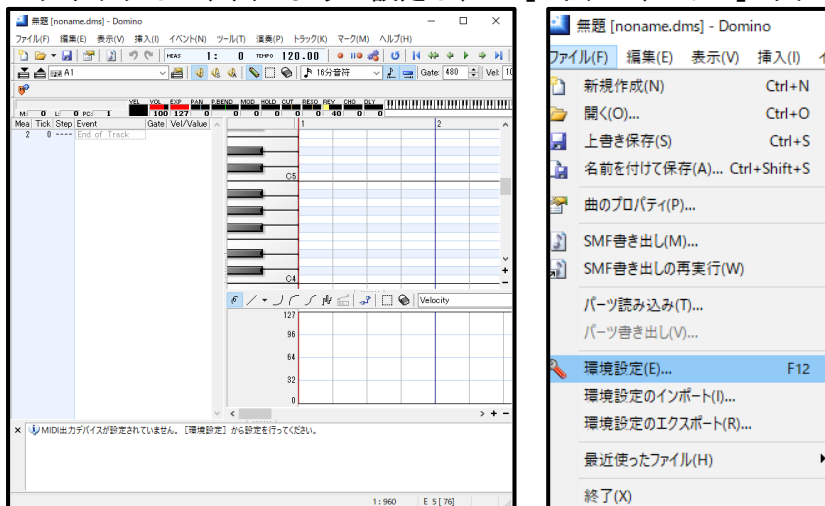 無題 [noname.dms] - Domino
ファイル(F) 編集(E) 表示(V) 挿入(I) イベント(N) ツール(T) 演奏(P) トラック(R) マーク(M) ヘルプ(H)
MEAS 1: 0 TEMPO 120.00
A1 16分音符 Gate: 480 Vel: 10
VEL VOL EXP PAN P.BEND MOD HOLD CUT RESO REV CHO DLY
M: 0 L: 0 PC: 1 100 127 0 0 0 0 0 0 40 0 0
Mea Tick Step Event Gate Vel/Value
2 0 ---- End of Track
1 2
C5
C4
Velocity
127
96
64
32
0
MIDI出力デバイスが設定されていません。［環境設定］から設定を行ってください。
1: 960 E 5 [ 76]
無題 [noname.dms] - Domino
ファイル(F) 編集(E) 表示(V) 挿入(I)
新規作成(N) Ctrl+N
開く(O)... Ctrl+O
上書き保存(S) Ctrl+S
名前を付けて保存(A)... Ctrl+Shift+S
曲のプロパティ(P)...
SMF書き出し(M)...
SMF書き出しの再実行(W)
パーツ読み込み(T)...
パーツ書き出し(V)...
環境設定(E)... F12
環境設定のインポート(I)...
環境設定のエクスポート(R)...
最近使ったファイル(H)
終了(X)